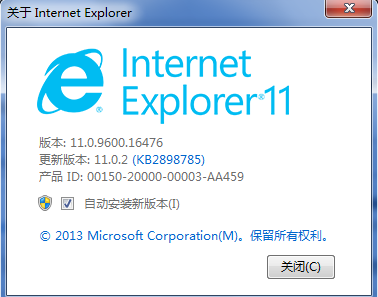 关于 Internet Explorer
Internet
Explorer®11
版本: 11.0.9600.16476
更新版本: 11.0.2 (KB2898785)
产品 ID: 00150-20000-00003-AA459
自动安装新版本(I)
© 2013 Microsoft Corporation(M)。保留所有权利。
关闭(C)